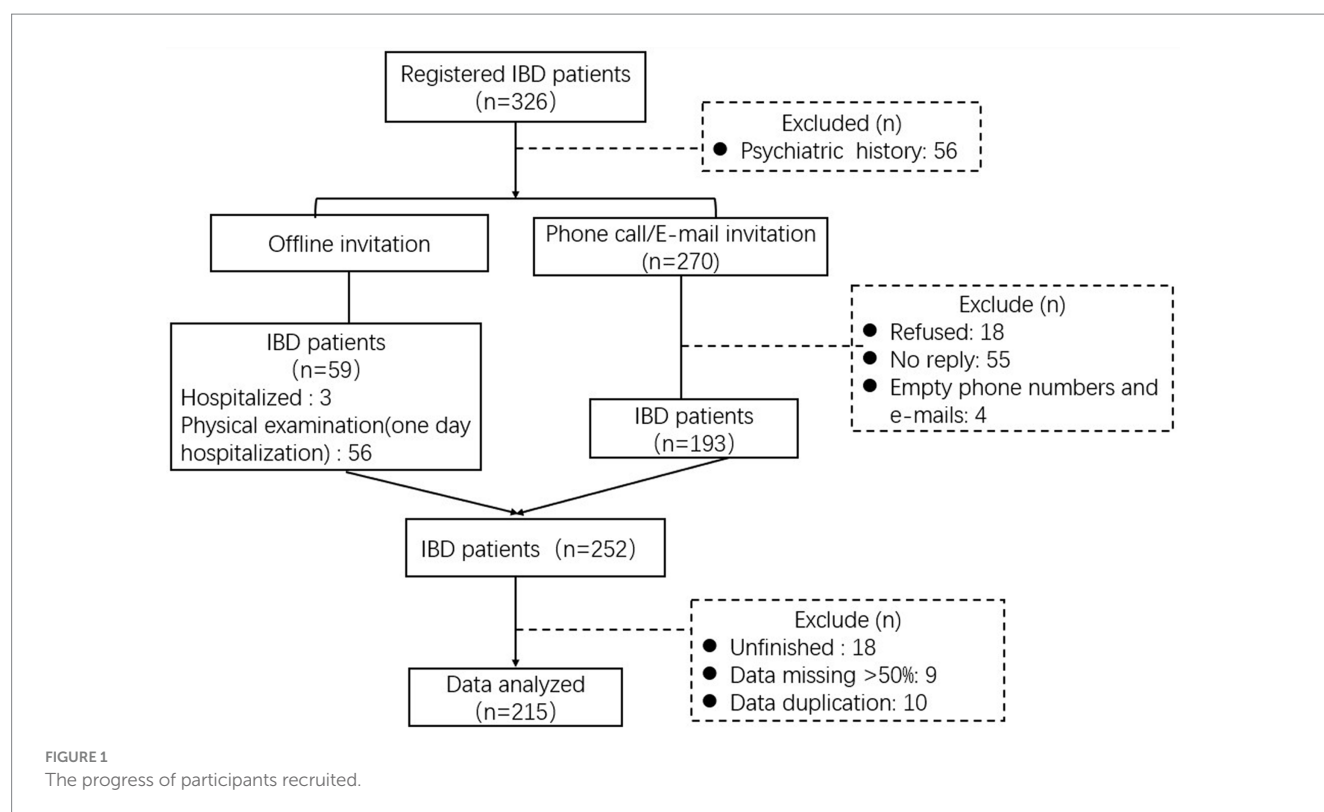 Registered IBD patients
(n=326)
Excluded (n)
● Psychiatric history: 56
Offline invitation
Phone call/E-mail invitation
(n=270)
Exclude (n)
● Refused: 18
● No reply: 55
● Empty phone numbers and
e-mails: 4
IBD patients
(n=59)
Hospitalized : 3
Physical examination(one day
hospitalization) : 56
IBD patients
(n=193)
IBD patients (n=252)
Exclude (n)
● Unfinished : 18
● Data missing >50%: 9
● Data duplication: 10
Data analyzed
(n=215)
FIGURE 1
The progress of participants recruited.